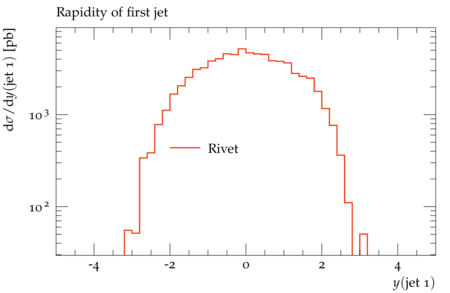 Rapidity of first jet
dσ/dy(jet 1) [pb]
10³
10²
Rivet
-4 -2 0 2 4
y(jet 1)